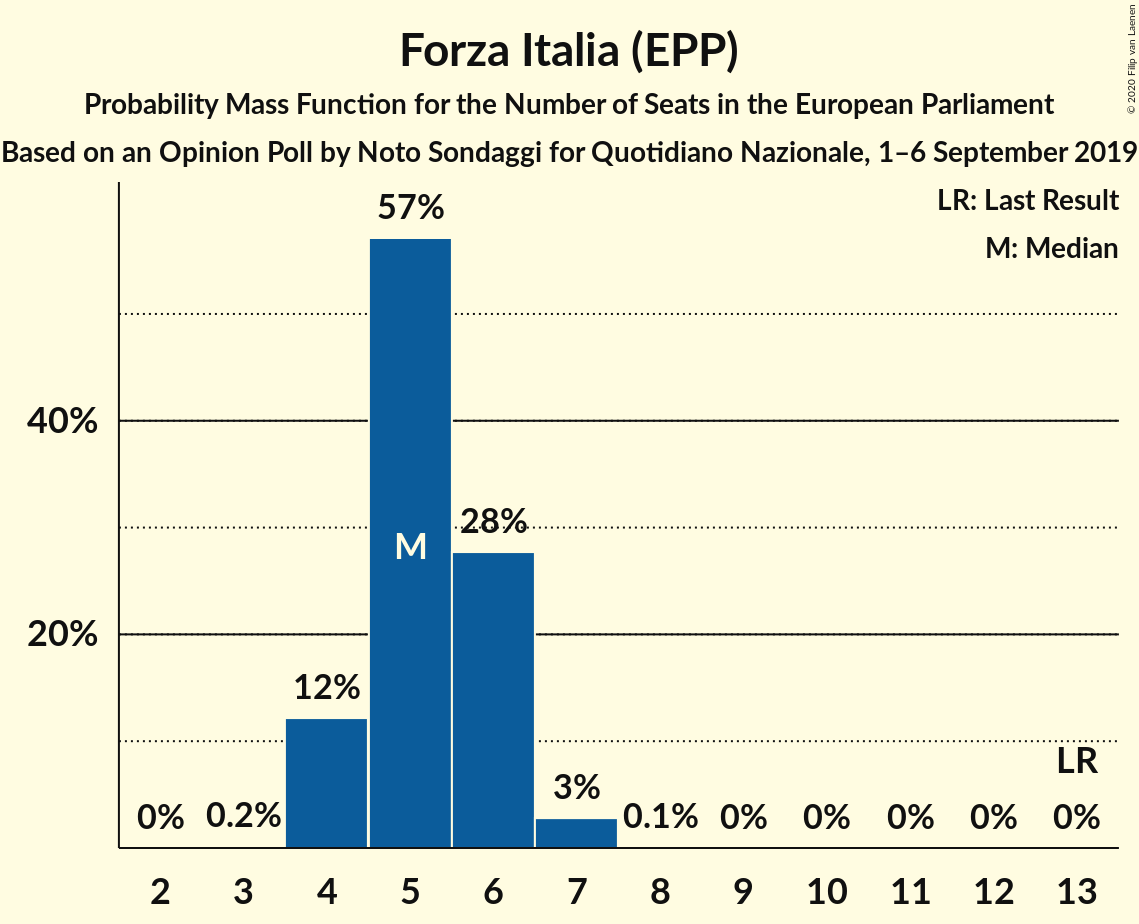 Forza Italia (EPP)
Probability Mass Function for the Number of Seats in the European Parliament
Based on an Opinion Poll by Noto Sondaggi for Quotidiano Nazionale, 1–6 September 2019
© 2020 Filip van Laenen
LR: Last Result
M: Median
57%
40%
28%
M
20%
12%
LR
3%
0%
0.2%
0.1%
0%
0%
0%
0%
0%
2 3 4 5 6 7 8 9 10 11 12 13